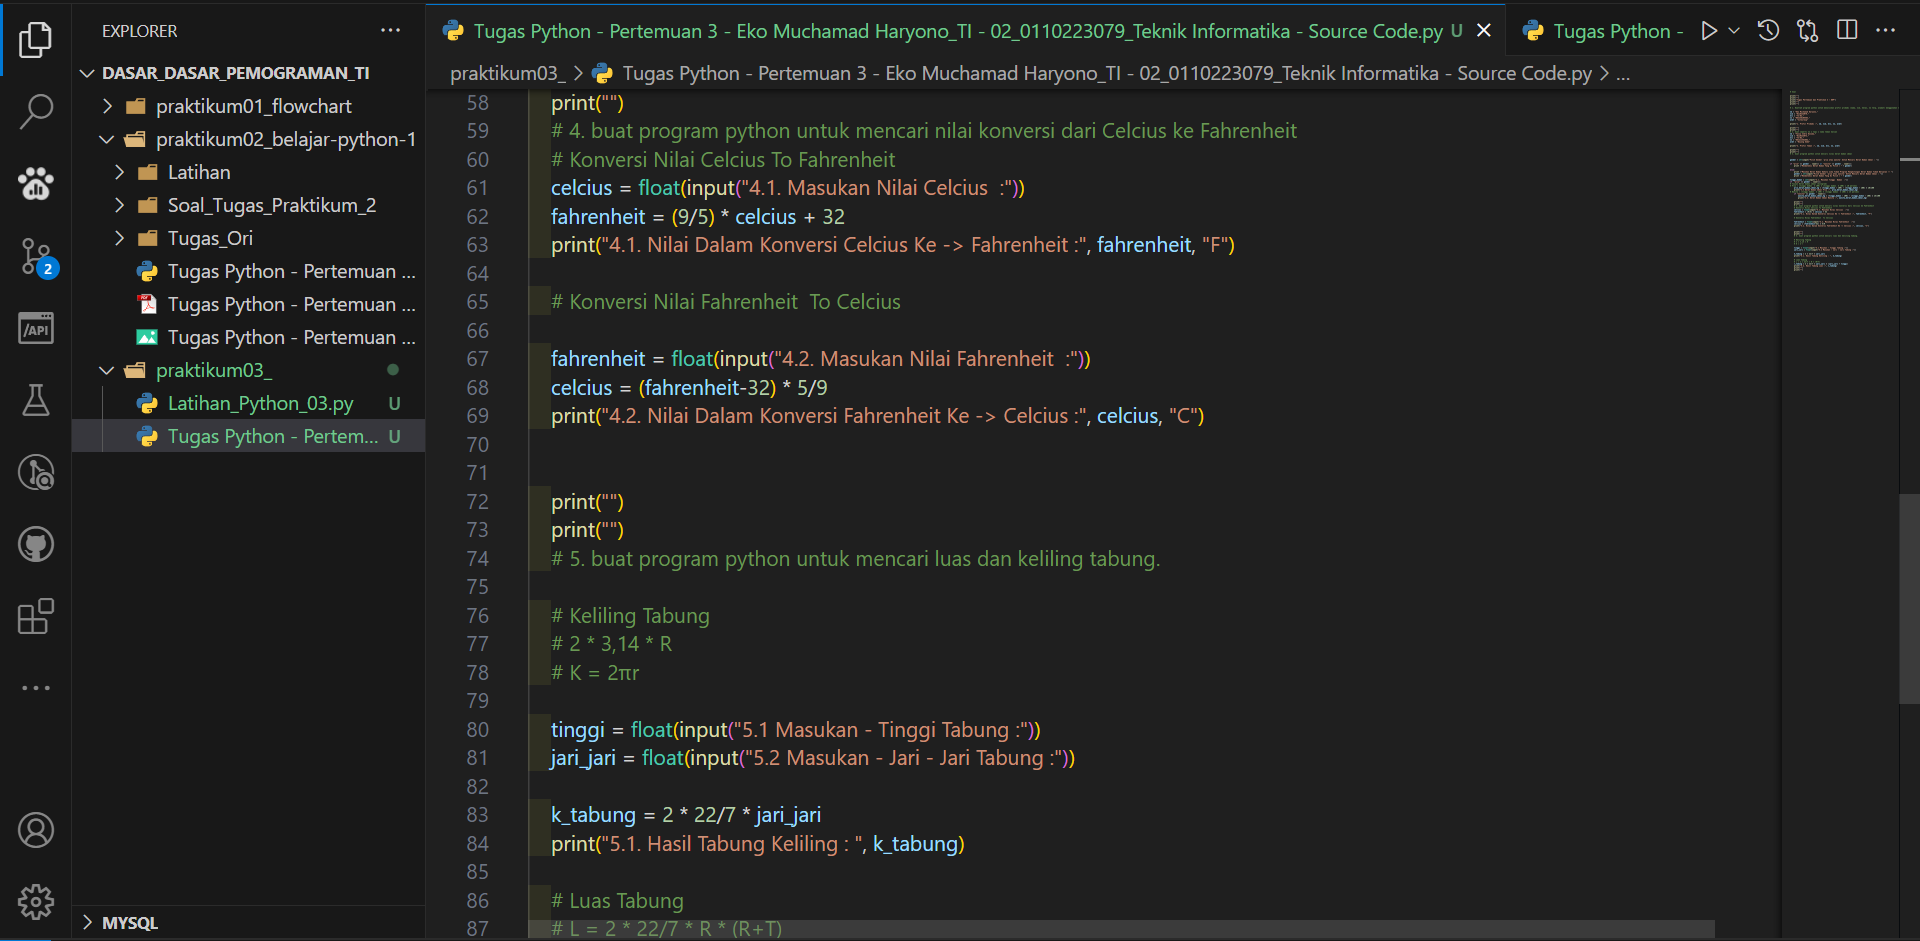 EXPLORER
DASAR_DASAR_PEMOGRAMAN_TI
praktikum01_flowchart
praktikum02_belajar-python-1
Latihan
Soal_Tugas_Praktikum_2
Tugas_Ori
Tugas Python - Pertemuan ...
Tugas Python - Pertemuan ...
Tugas Python - Pertemuan ...
praktikum03_
Latihan_Python_03.py U
Tugas Python - Pertem... U
MYSQL
2
/API
Tugas Python - Pertemuan 3 - Eko Muchamad Haryono_TI - 02_0110223079_Teknik Informatika - Source Code.py U
Tugas Python -
praktikum03_ > Tugas Python - Pertemuan 3 - Eko Muchamad Haryono_TI - 02_0110223079_Teknik Informatika - Source Code.py > ...
58 print("")
59 # 4. buat program python untuk mencari nilai konversi dari Celcius ke Fahrenheit
60 # Konversi Nilai Celcius To Fahrenheit
61 celcius = float(input("4.1. Masukan Nilai Celcius  :"))
62 fahrenheit = (9/5) * celcius + 32
63 print("4.1. Nilai Dalam Konversi Celcius Ke -> Fahrenheit :", fahrenheit, "F")
64
65 # Konversi Nilai Fahrenheit  To Celcius
66
67 fahrenheit = float(input("4.2. Masukan Nilai Fahrenheit  :"))
68 celcius = (fahrenheit-32) * 5/9
69 print("4.2. Nilai Dalam Konversi Fahrenheit Ke -> Celcius :", celcius, "C")
70
71
72 print("")
73 print("")
74 # 5. buat program python untuk mencari luas dan keliling tabung.
75
76 # Keliling Tabung
77 # 2 * 3,14 * R
78 # K = 2πr
79
80 tinggi = float(input("5.1 Masukan - Tinggi Tabung :"))
81 jari_jari = float(input("5.2 Masukan - Jari - Jari Tabung :"))
82
83 k_tabung = 2 * 22/7 * jari_jari
84 print("5.1. Hasil Tabung Keliling : ", k_tabung)
85
86 # Luas Tabung
87 # L = 2 * 22/7 * R * (R+T)